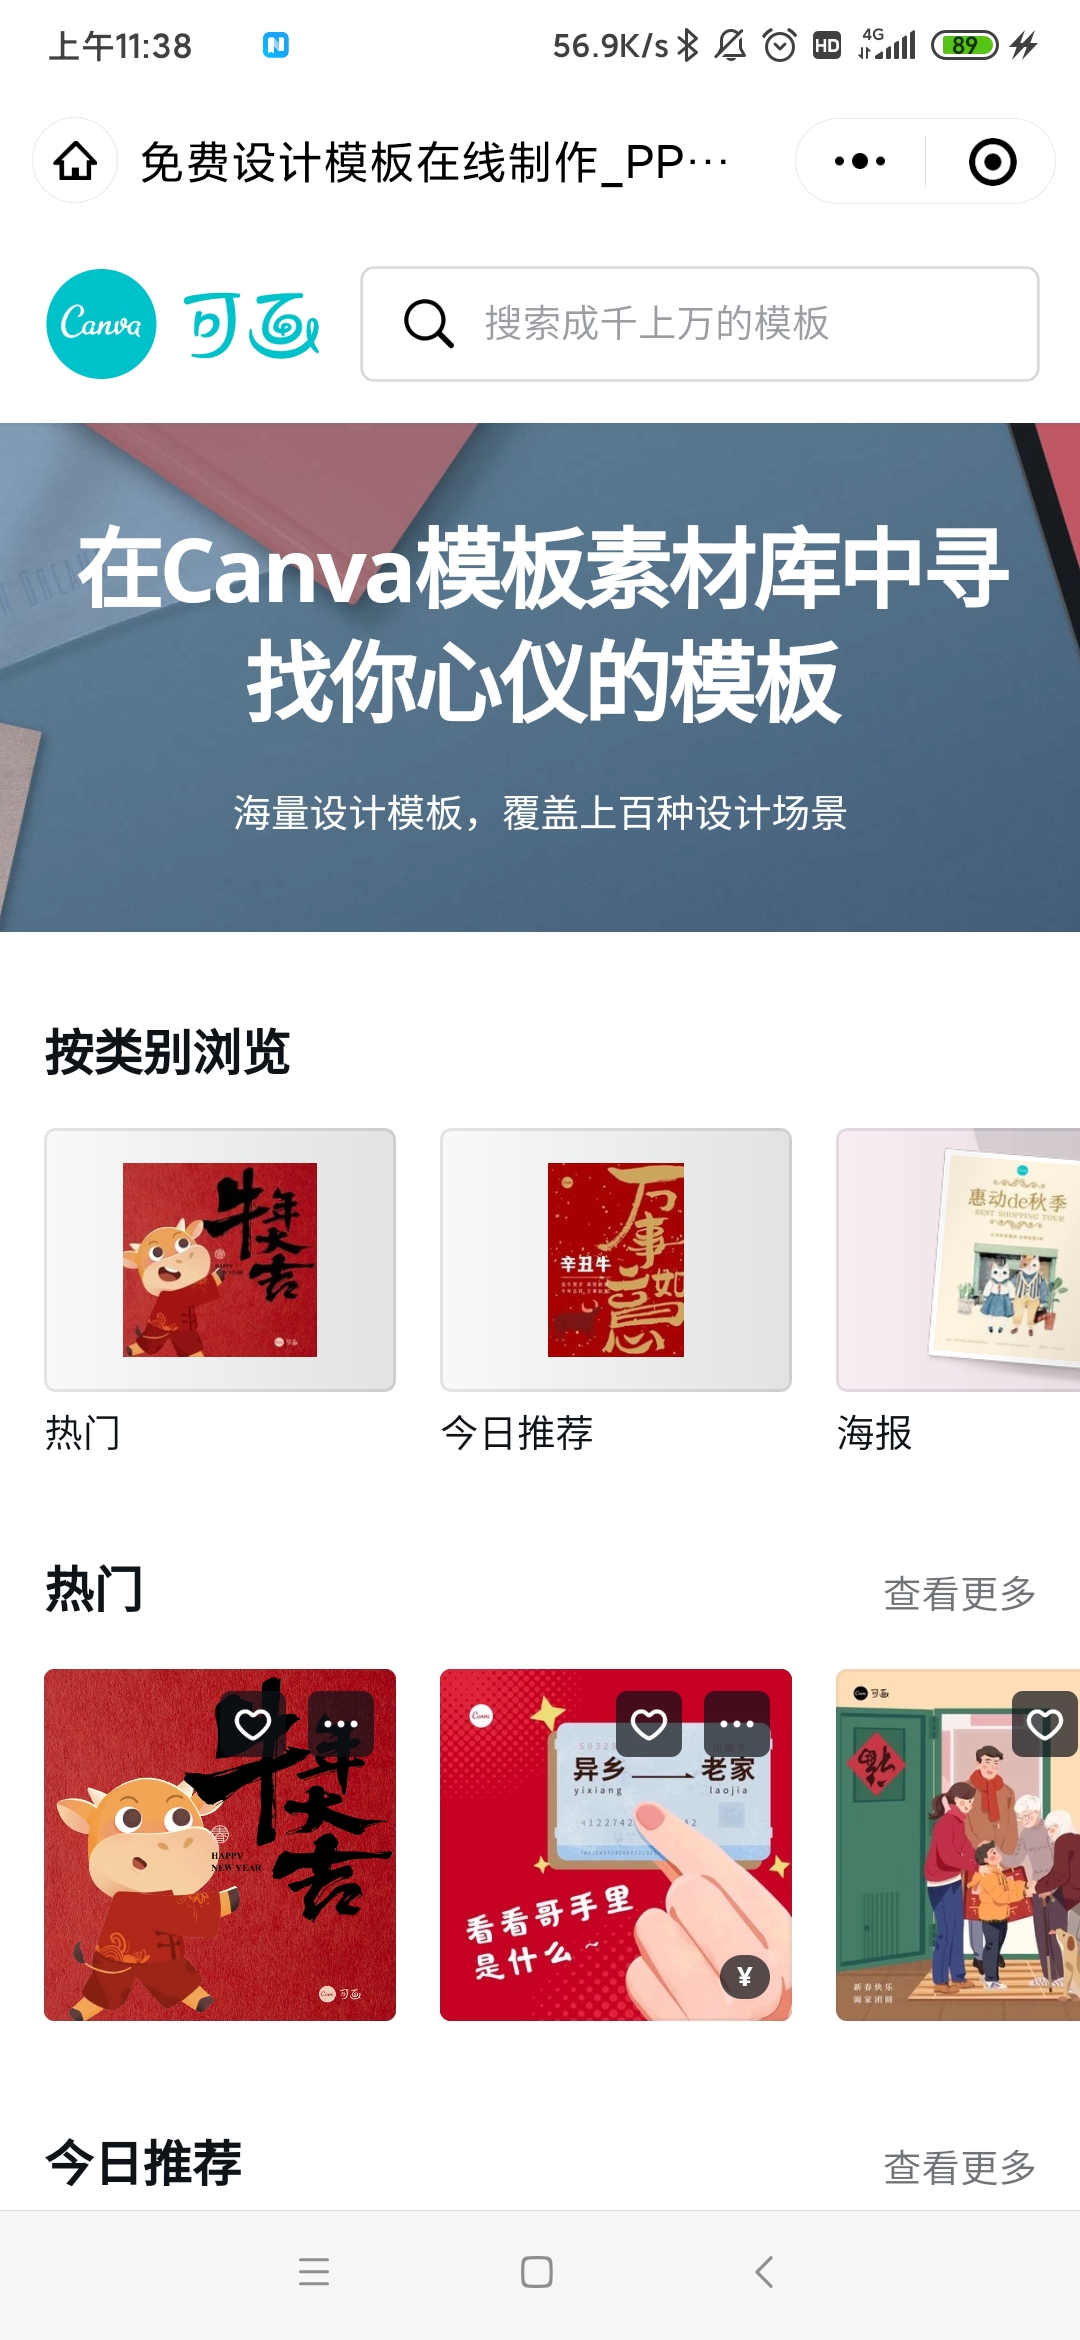 上午11:38
56.9K/s
HD
4G
89
免费设计模板在线制作_PP…
Canva 可画
搜索成千上万的模板
在Canva模板素材库中寻
找你心仪的模板
海量设计模板，覆盖上百种设计场景
按类别浏览
牛年大吉
万事如意
辛丑牛
惠动de秋季
BEST SHOPPING TOUR
热门
今日推荐
海报
热门
查看更多
牛年大吉
HAPPY
NEW YEAR
可画
Canva
异乡
老家
yixiang
laojia
看看哥手里
是什么~
¥
可画
新春快乐
阖家团圆
今日推荐
查看更多